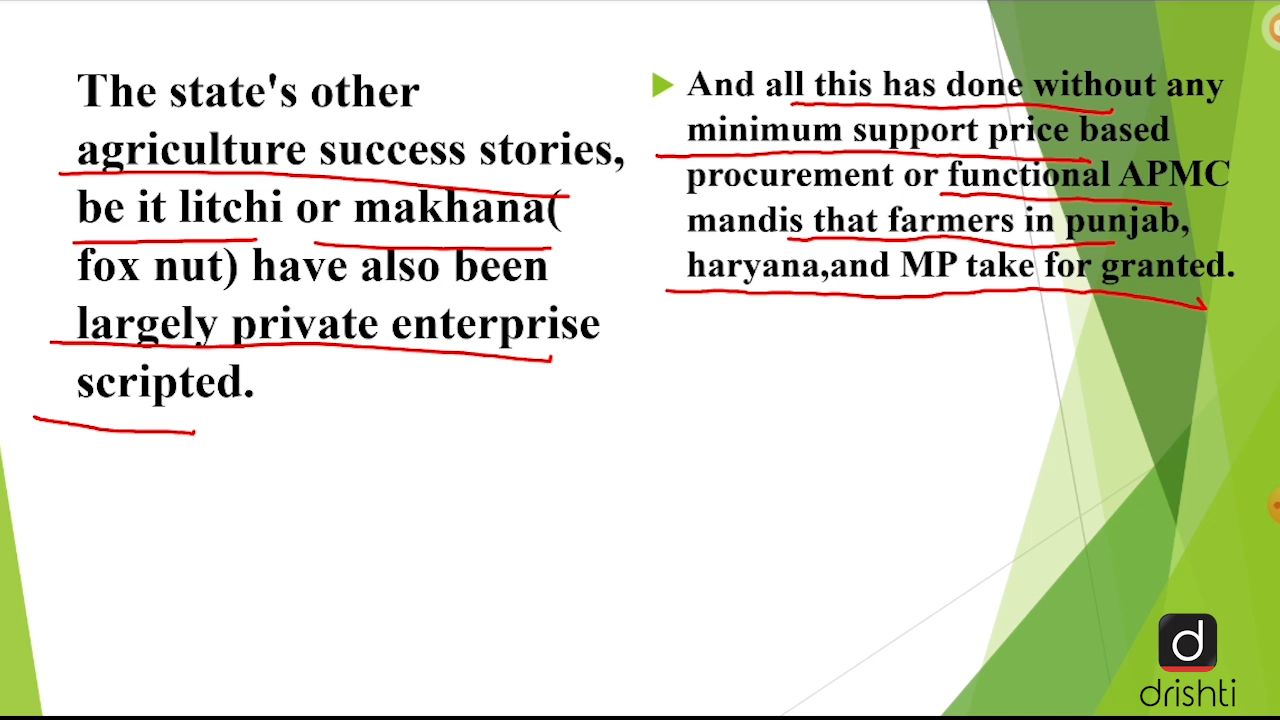 The state's other
agriculture success stories,
be it litchi or makhana(
fox nut) have also been
largely private enterprise
scripted.
And all this has done without any
minimum support price based
procurement or functional APMC
mandis that farmers in punjab,
haryana,and MP take for granted.
d
drishti